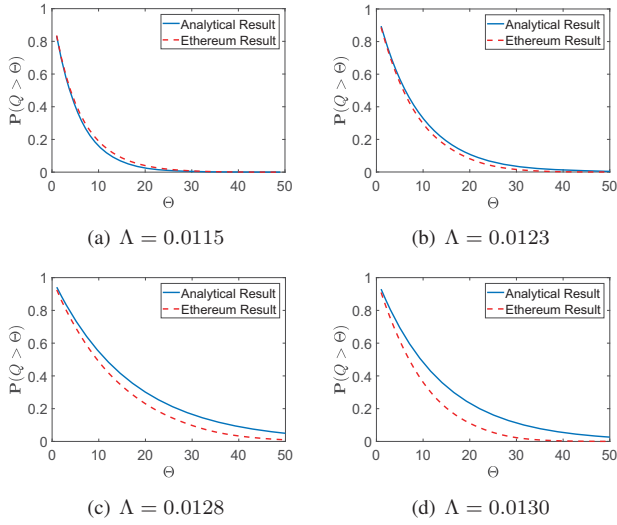 1
0.8
0.6
0.4
0.2
0
P(Q > Θ)
Analytical Result
Ethereum Result
0 10 20 30 40 50
Θ
(a) Λ = 0.0115
1
0.8
0.6
0.4
0.2
0
P(Q > Θ)
Analytical Result
Ethereum Result
0 10 20 30 40 50
Θ
(b) Λ = 0.0123
1
0.8
0.6
0.4
0.2
0
P(Q > Θ)
Analytical Result
Ethereum Result
0 10 20 30 40 50
Θ
(c) Λ = 0.0128
1
0.8
0.6
0.4
0.2
0
P(Q > Θ)
Analytical Result
Ethereum Result
0 10 20 30 40 50
Θ
(d) Λ = 0.0130